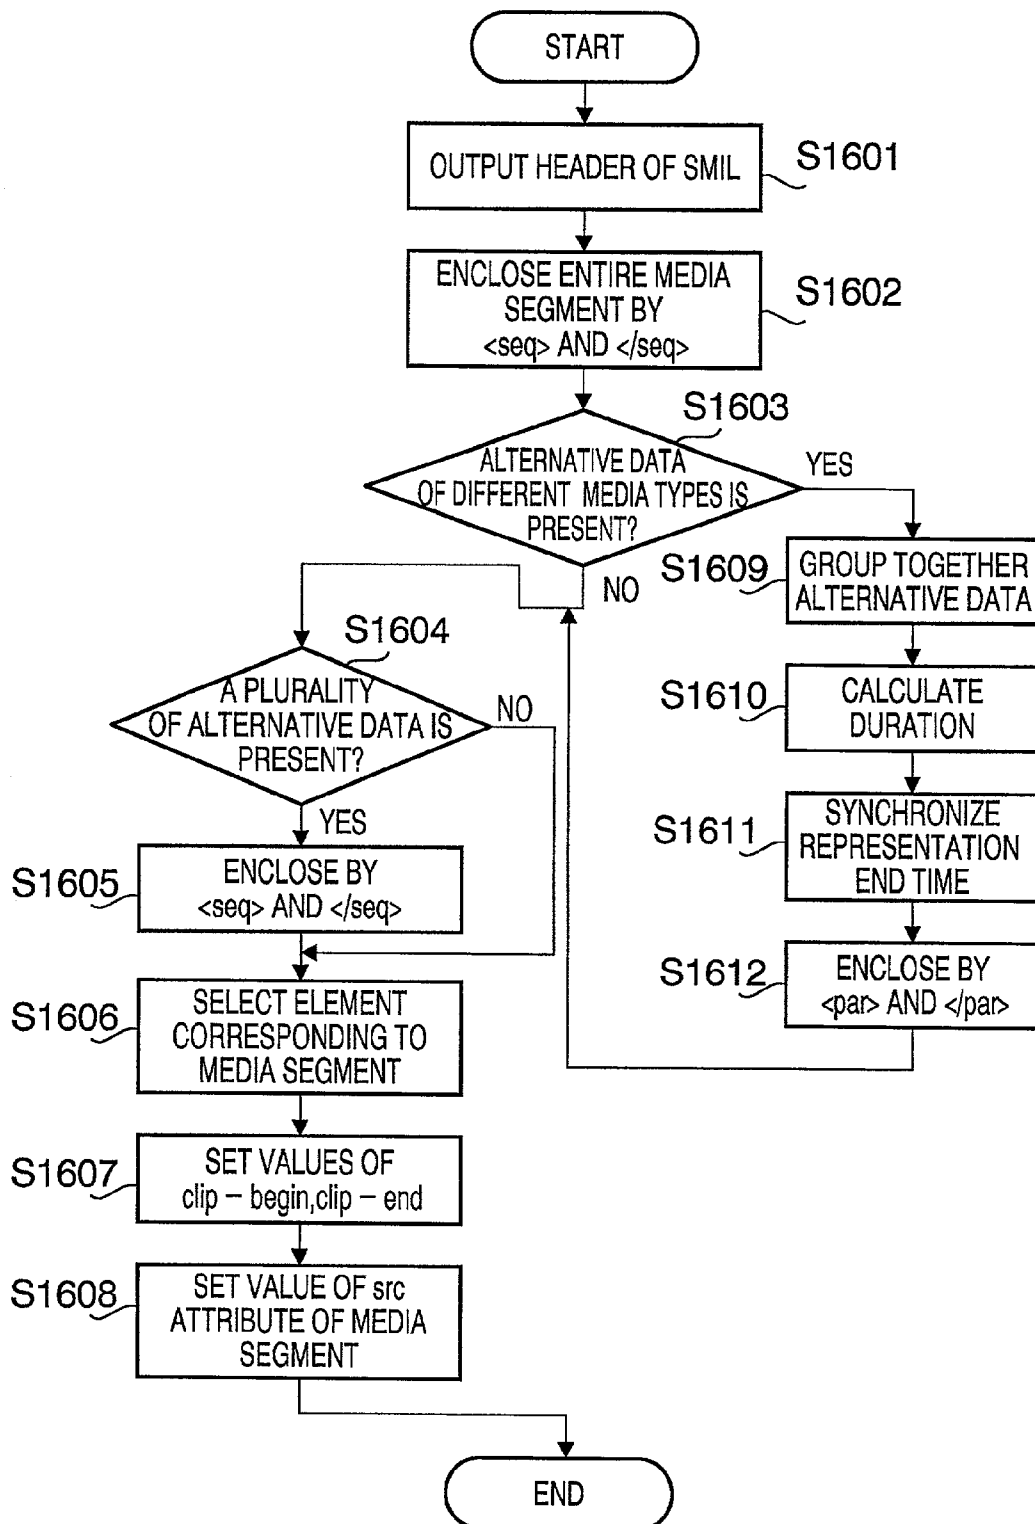 START
OUTPUT HEADER OF SMIL
S1601
ENCLOSE ENTIRE MEDIA
SEGMENT BY
<seq> AND </seq>
S1602
S1603
ALTERNATIVE DATA
OF DIFFERENT MEDIA TYPES IS
PRESENT?
YES
NO
S1609
GROUP TOGETHER
ALTERNATIVE DATA
S1604
A PLURALITY
OF ALTERNATIVE DATA IS
PRESENT?
NO
YES
S1610
CALCULATE
DURATION
S1611
SYNCHRONIZE
REPRESENTATION
END TIME
S1605
ENCLOSE BY
<seq> AND </seq>
S1612
ENCLOSE BY
<par> AND </par>
S1606
SELECT ELEMENT
CORRESPONDING TO
MEDIA SEGMENT
S1607
SET VALUES OF
clip – begin,clip – end
S1608
SET VALUE OF src
ATTRIBUTE OF MEDIA
SEGMENT
END